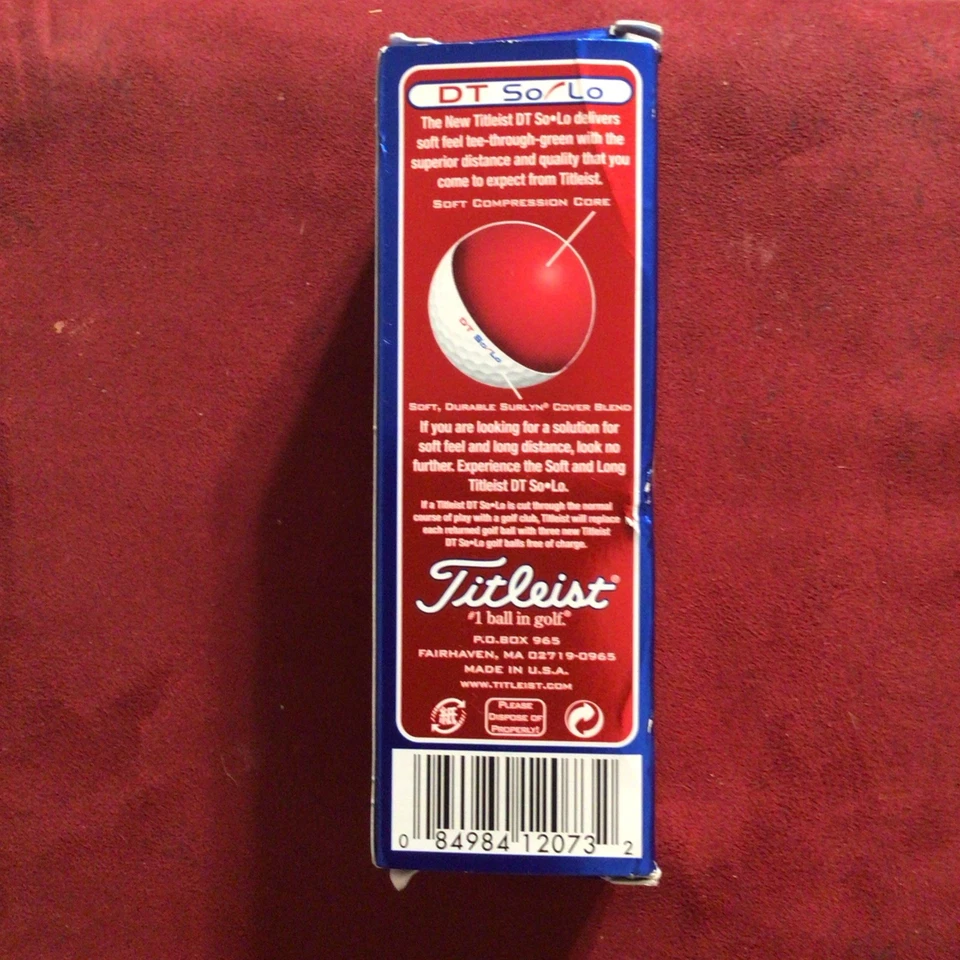 DT So/Lo
The New Titleist DT So•Lo delivers
soft feel tee-through-green with the
superior distance and quality that you
come to expect from Titleist.
SOFT COMPRESSION CORE
DT So/Lo
SOFT, DURABLE SURLYN® COVER BLEND
If you are looking for a solution for
soft feel and long distance, look no
further. Experience the Soft and Long
Titleist DT So•Lo.
If a Titleist DT So•Lo is cut through the normal
course of play with a golf club, Titleist will replace
each returned golf ball with three new Titleist
DT So•Lo golf balls free of charge.
Titleist®
#1 ball in golf.®
P.O.BOX 965
FAIRHAVEN, MA 02719-0965
MADE IN U.S.A.
WWW.TITLEIST.COM
紙
PLEASE
DISPOSE OF
PROPERLY!
0 84984 12073 2